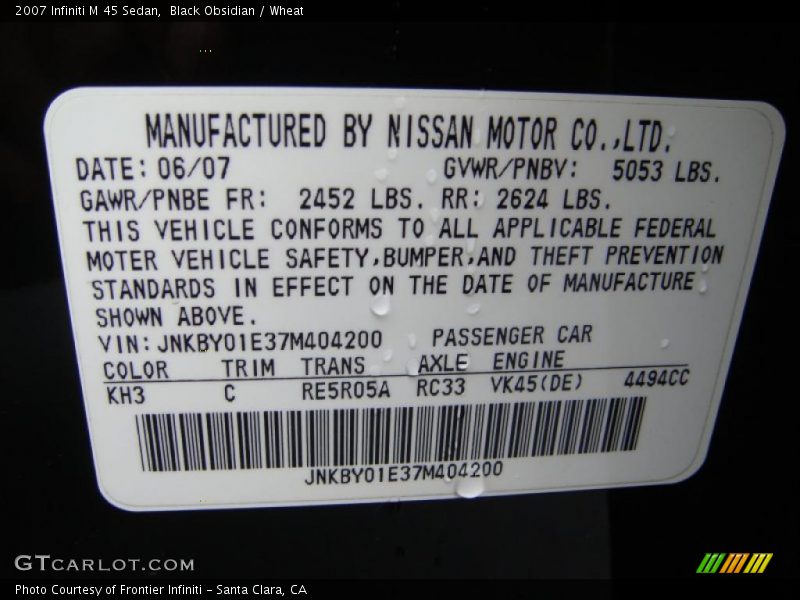 2007 Infiniti M 45 Sedan,  Black Obsidian / Wheat
MANUFACTURED BY NISSAN MOTOR CO.,LTD.
DATE: 06/07 GVWR/PNBV: 5053 LBS.
GAWR/PNBE FR: 2452 LBS. RR: 2624 LBS.
THIS VEHICLE CONFORMS TO ALL APPLICABLE FEDERAL
MOTER VEHICLE SAFETY,BUMPER,AND THEFT PREVENTION
STANDARDS IN EFFECT ON THE DATE OF MANUFACTURE
SHOWN ABOVE.
VIN: JNKBY01E37M404200 PASSENGER CAR
COLOR TRIM TRANS AXLE ENGINE
KH3 C RE5R05A RC33 VK45(DE) 4494CC
JNKBY01E37M404200
GTCARLOT.COM
Photo Courtesy of Frontier Infiniti - Santa Clara, CA